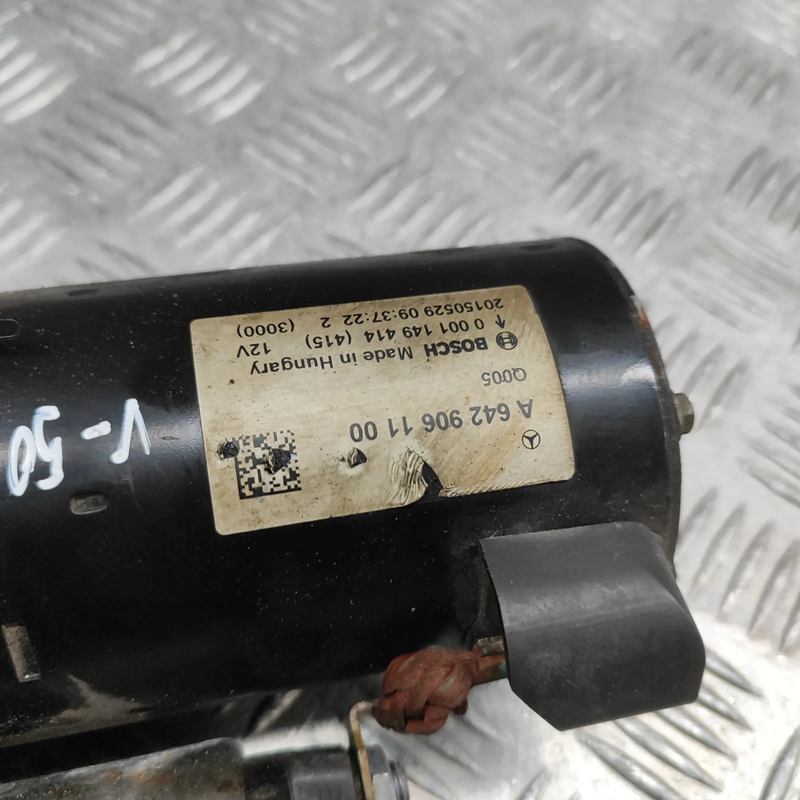 A 642 906 11 00
Q005
BOSCH Made in Hungary
↑ 0 001 149 414 (415) 12V
20150529 09:37:22 2 (3000)
V-50